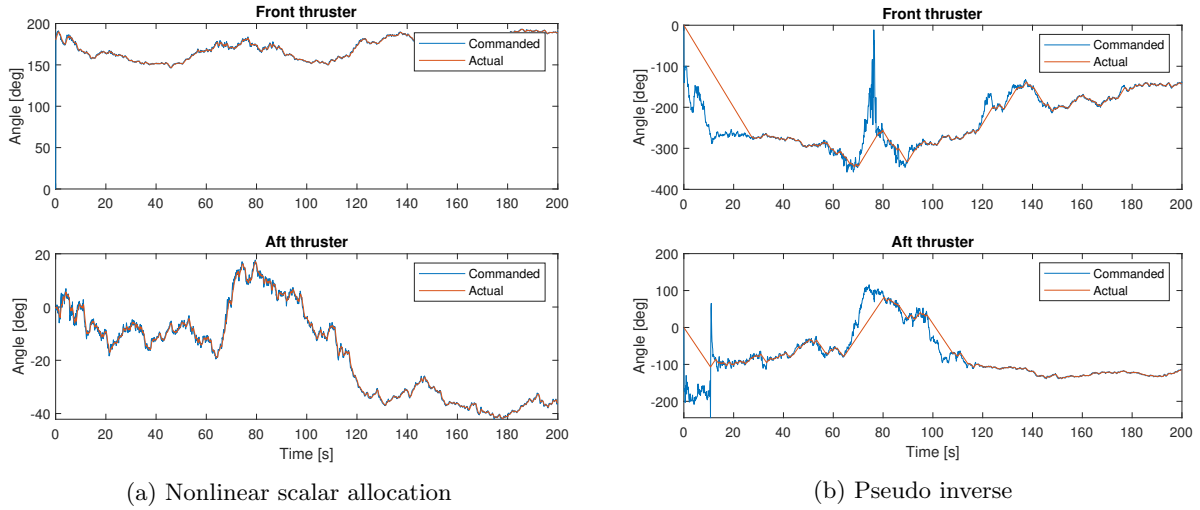 Front thruster
200
150
100
50
0
Angle [deg]
Commanded
Actual
0 20 40 60 80 100 120 140 160 180 200
Aft thruster
20
0
-20
-40
Angle [deg]
Commanded
Actual
0 20 40 60 80 100 120 140 160 180 200
Time [s]
(a) Nonlinear scalar allocation
Front thruster
0
-100
-200
-300
-400
Angle [deg]
Commanded
Actual
0 20 40 60 80 100 120 140 160 180 200
Aft thruster
200
100
0
-100
-200
Angle [deg]
Commanded
Actual
0 20 40 60 80 100 120 140 160 180 200
Time [s]
(b) Pseudo inverse